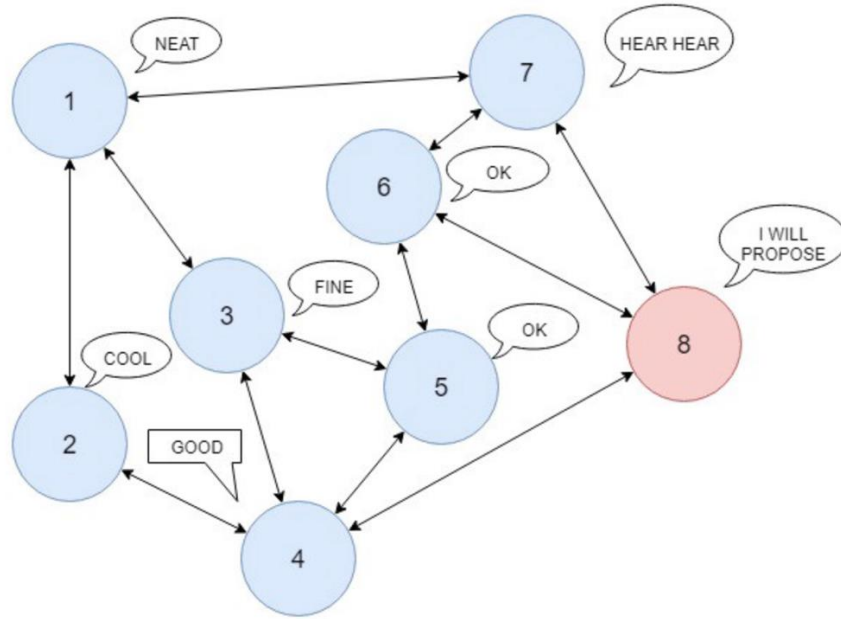 NEAT
HEAR HEAR
7
1
OK
6
I WILL
PROPOSE
FINE
3
OK
8
COOL
5
2
GOOD
4